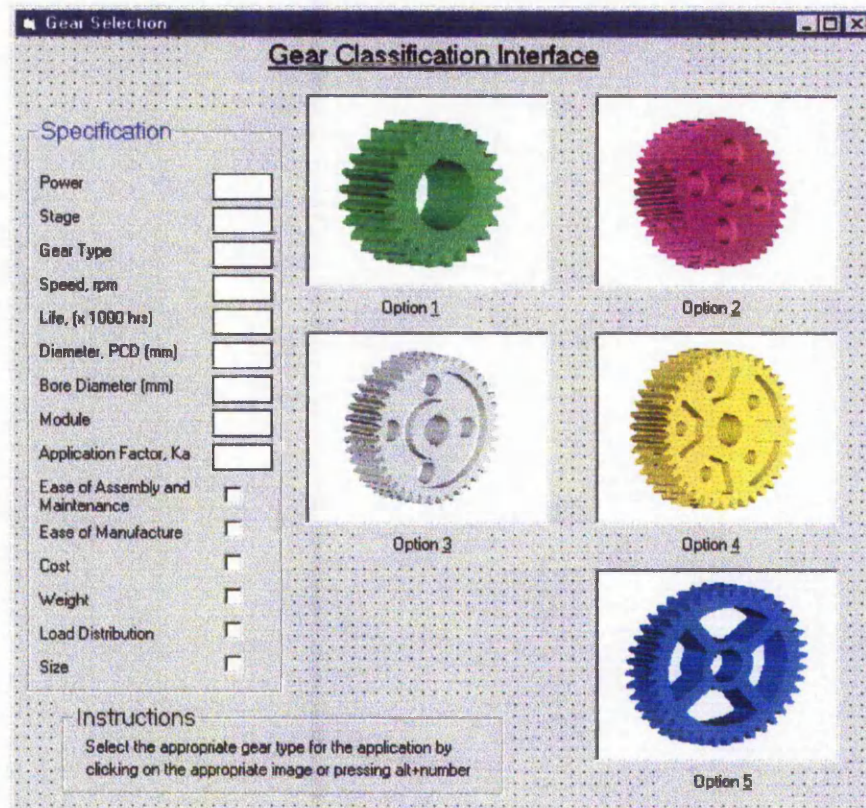 Gear Selection
Gear Classification Interface
Specification
Power
Stage
Gear Type
Speed, rpm
Life, (x 1000 hrs)
Diameter, PCD (mm)
Bore Diameter (mm)
Module
Application Factor, Ka
Ease of Assembly and
Maintenance
Ease of Manufacture
Cost
Weight
Load Distribution
Size
Option 1
Option 2
Option 3
Option 4
Option 5
Instructions
Select the appropriate gear type for the application by
clicking on the appropriate image or pressing alt+number